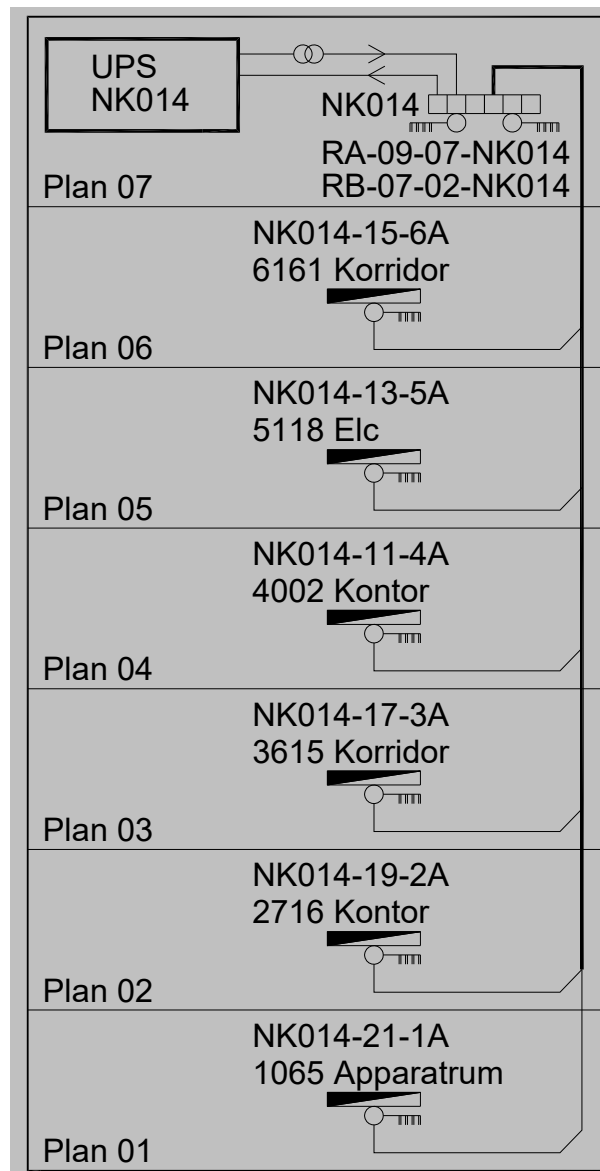 UPS
NK014
NK014
RA-09-07-NK014
RB-07-02-NK014
Plan 07
NK014-15-6A
6161 Korridor
Plan 06
NK014-13-5A
5118 Elc
Plan 05
NK014-11-4A
4002 Kontor
Plan 04
NK014-17-3A
3615 Korridor
Plan 03
NK014-19-2A
2716 Kontor
Plan 02
NK014-21-1A
1065 Apparatrum
Plan 01